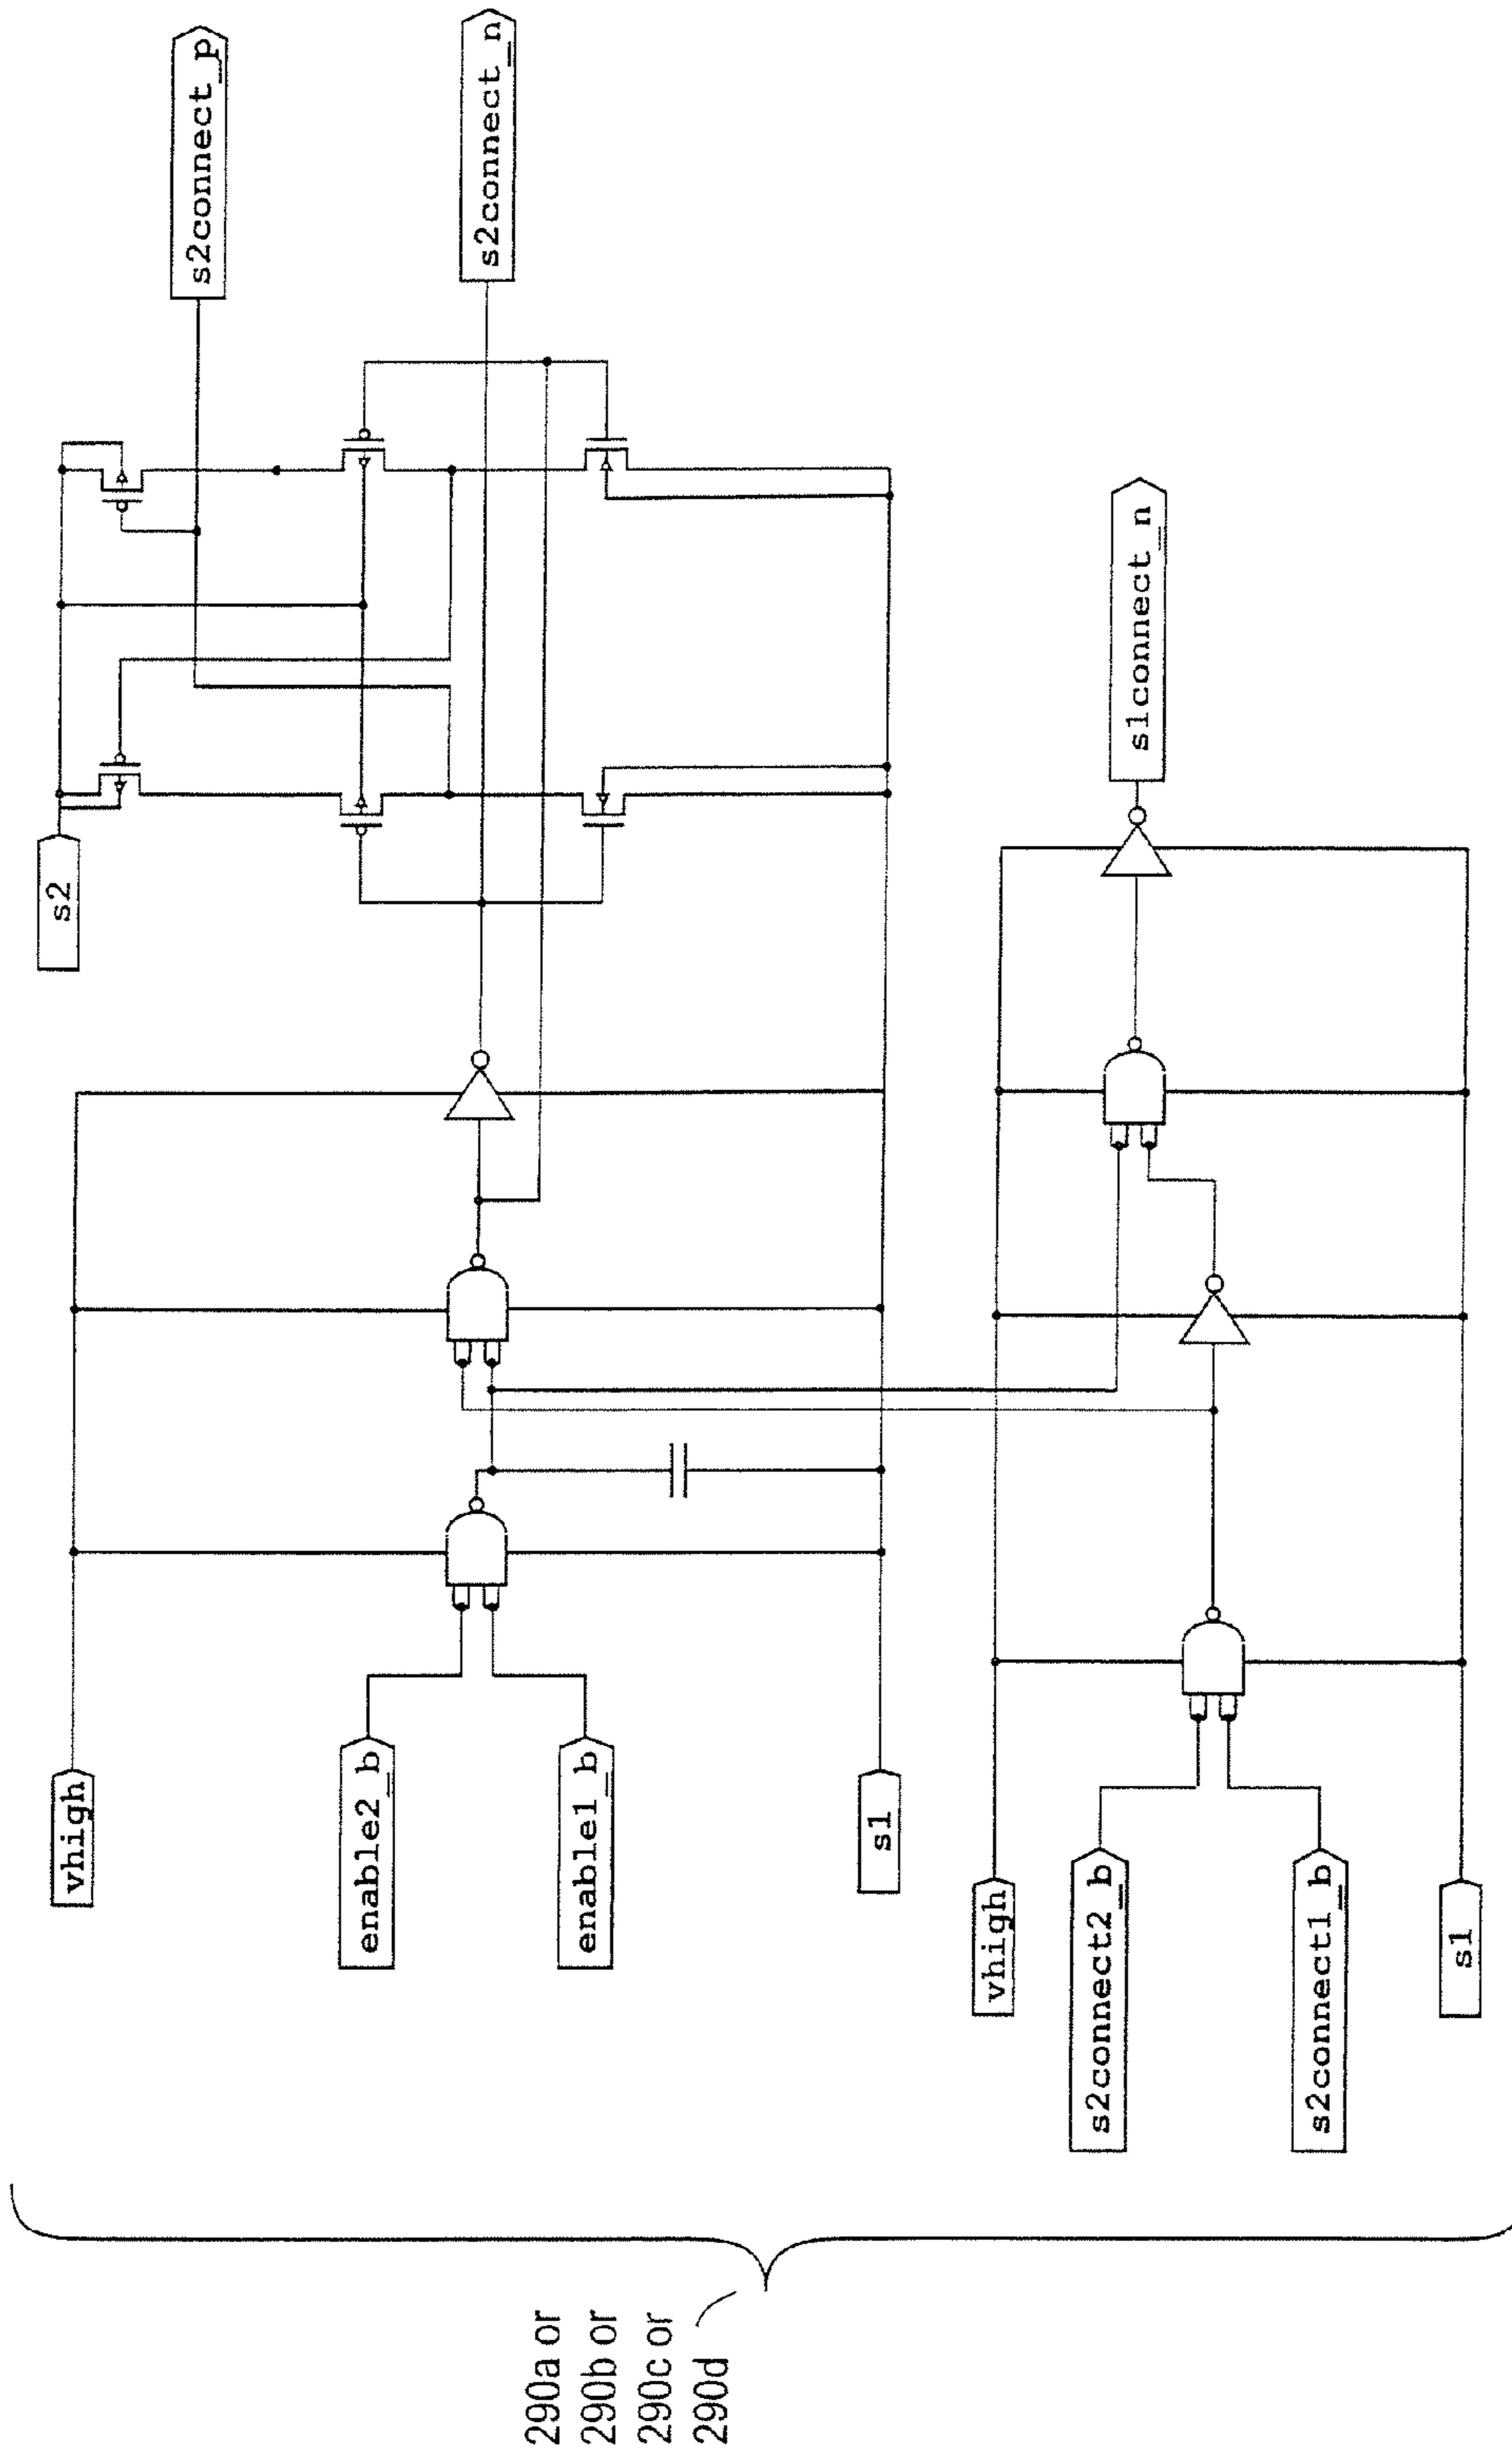 290a or
290b or
290c or
290d
vhigh
enable2_b
enable1_b
s1
s2
s2connect_p
s2connect_n
vhigh
s2connect2_b
s2connect1_b
s1
s1connect_n